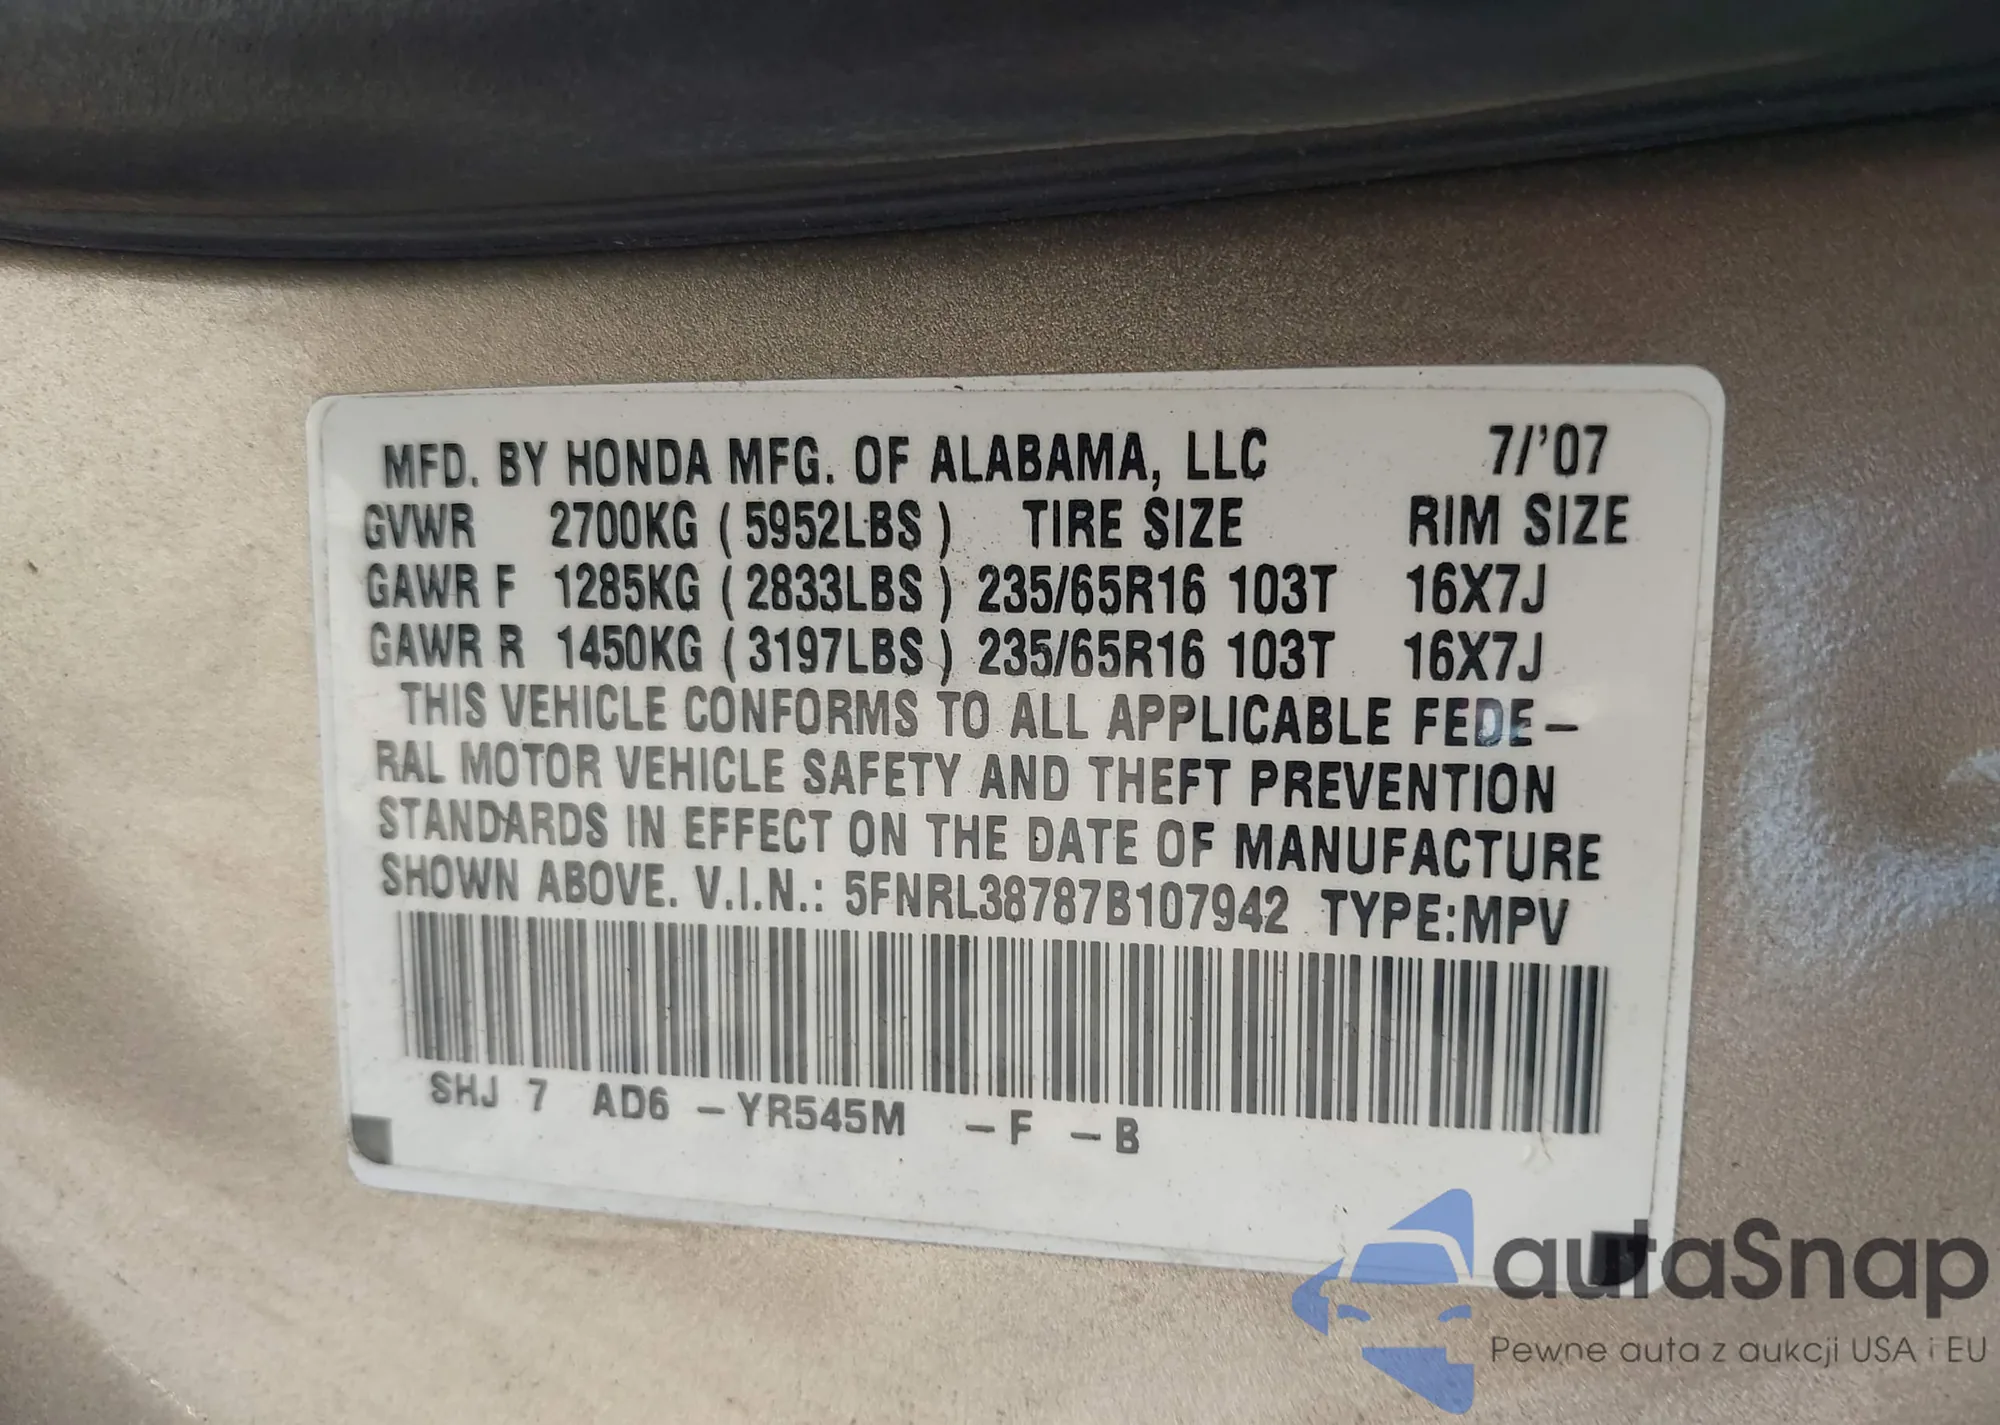 MFD. BY HONDA MFG. OF ALABAMA, LLC 7/'07
GVWR 2700KG ( 5952LBS ) TIRE SIZE RIM SIZE
GAWR F 1285KG ( 2833LBS ) 235/65R16 103T 16X7J
GAWR R 1450KG ( 3197LBS ) 235/65R16 103T 16X7J
THIS VEHICLE CONFORMS TO ALL APPLICABLE FEDE–
RAL MOTOR VEHICLE SAFETY AND THEFT PREVENTION
STANDARDS IN EFFECT ON THE DATE OF MANUFACTURE
SHOWN ABOVE. V.I.N.: 5FNRL38787B107942 TYPE:MPV
SHJ 7 AD6 –YR545M –F –B
autaSnap
Pewne auta z aukcji USA i EU